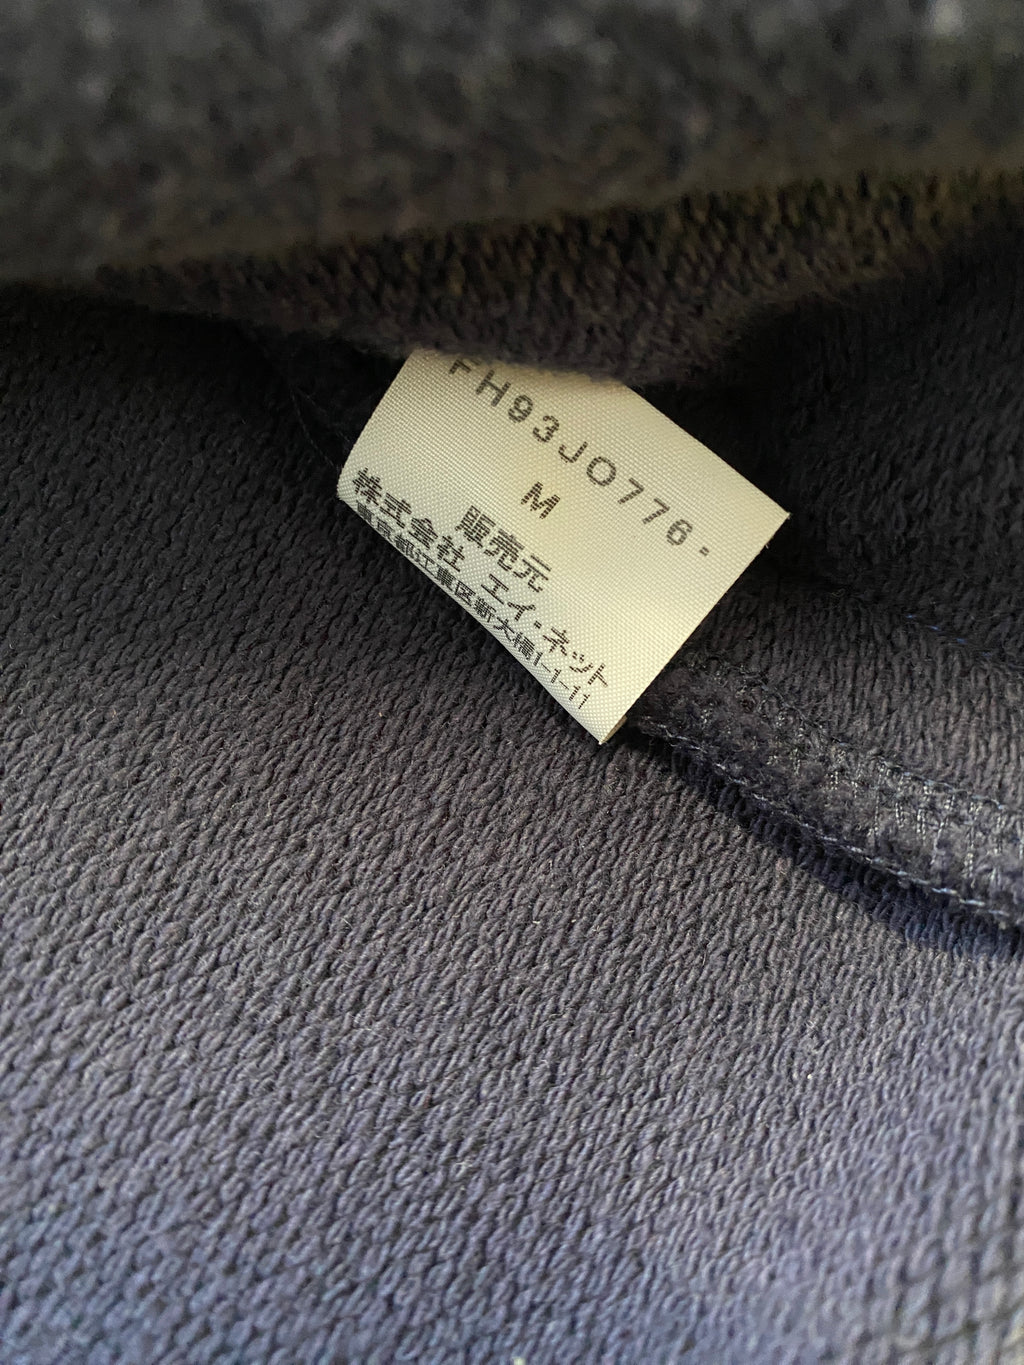 FH93JO776-
M
販売元
株式会社 エイ・ネット
東京都江東区新大橋1-1-11